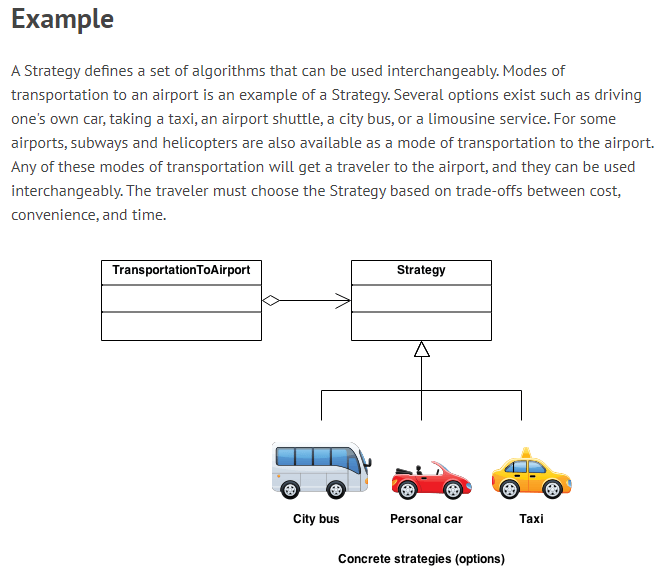 Example
A Strategy defines a set of algorithms that can be used interchangeably. Modes of
transportation to an airport is an example of a Strategy. Several options exist such as driving
one's own car, taking a taxi, an airport shuttle, a city bus, or a limousine service. For some
airports, subways and helicopters are also available as a mode of transportation to the airport.
Any of these modes of transportation will get a traveler to the airport, and they can be used
interchangeably. The traveler must choose the Strategy based on trade-offs between cost,
convenience, and time.
TransportationToAirport
Strategy
City bus
Personal car
Taxi
Concrete strategies (options)